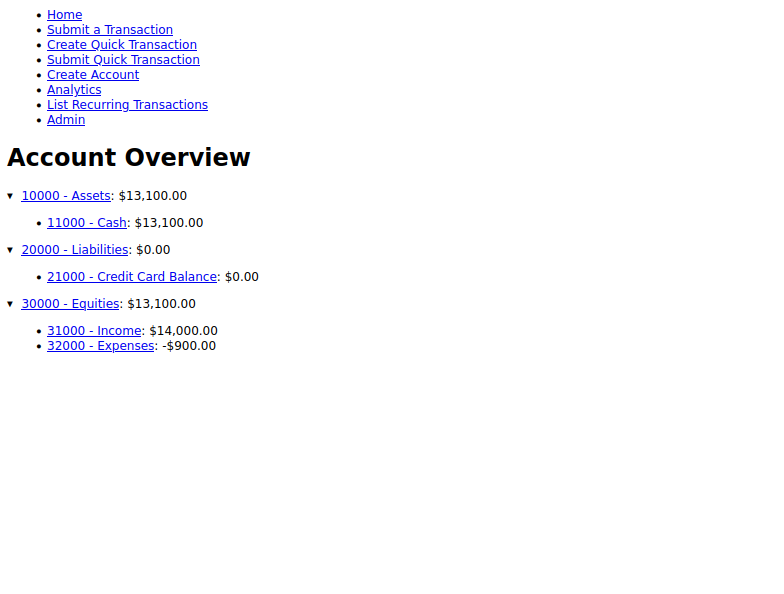 Home
Submit a Transaction
Create Quick Transaction
Submit Quick Transaction
Create Account
Analytics
List Recurring Transactions
Admin
Account Overview
10000 - Assets: $13,100.00
11000 - Cash: $13,100.00
20000 - Liabilities: $0.00
21000 - Credit Card Balance: $0.00
30000 - Equities: $13,100.00
31000 - Income: $14,000.00
32000 - Expenses: -$900.00